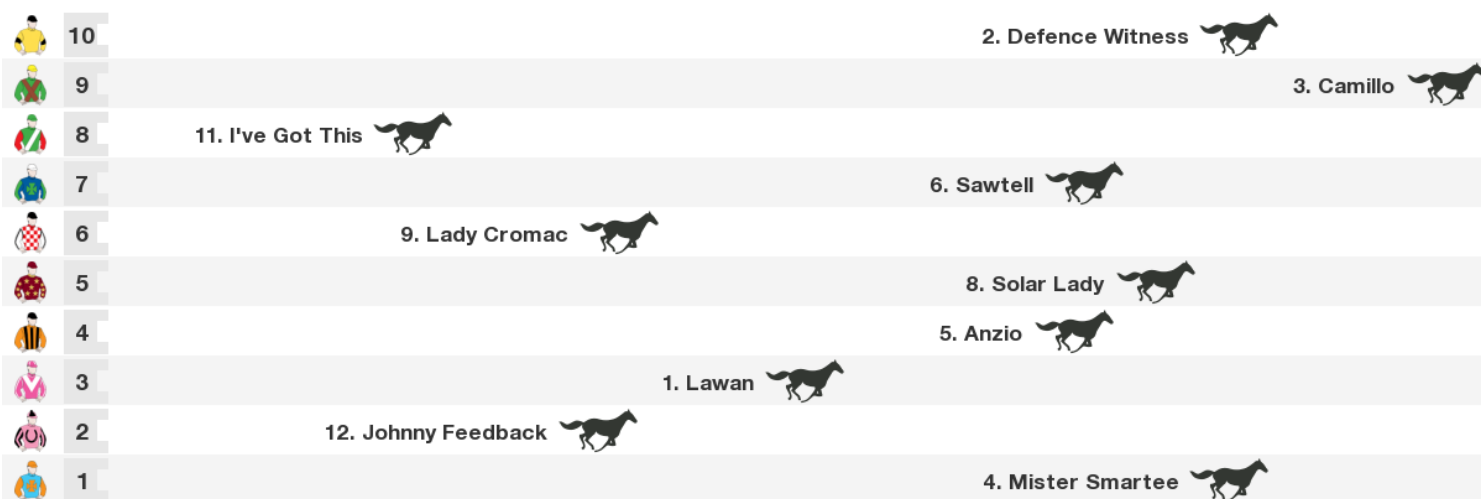 10 2. Defence Witness
9 3. Camillo
8 11. I've Got This
7 6. Sawtell
6 9. Lady Cromac
5 8. Solar Lady
4 5. Anzio
3 1. Lawan
2 12. Johnny Feedback
1 4. Mister Smartee